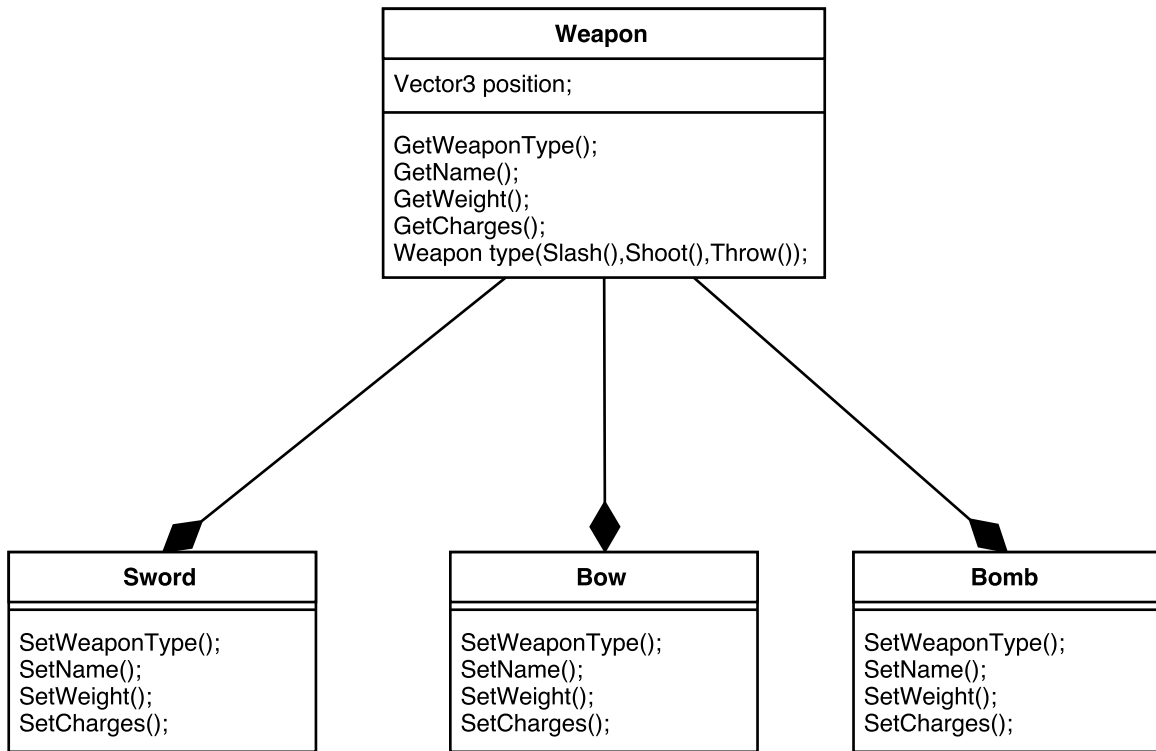 Weapon
Vector3 position;
GetWeaponType();
GetName();
GetWeight();
GetCharges();
Weapon type(Slash(),Shoot(),Throw());
Sword
SetWeaponType();
SetName();
SetWeight();
SetCharges();
Bow
SetWeaponType();
SetName();
SetWeight();
SetCharges();
Bomb
SetWeaponType();
SetName();
SetWeight();
SetCharges();